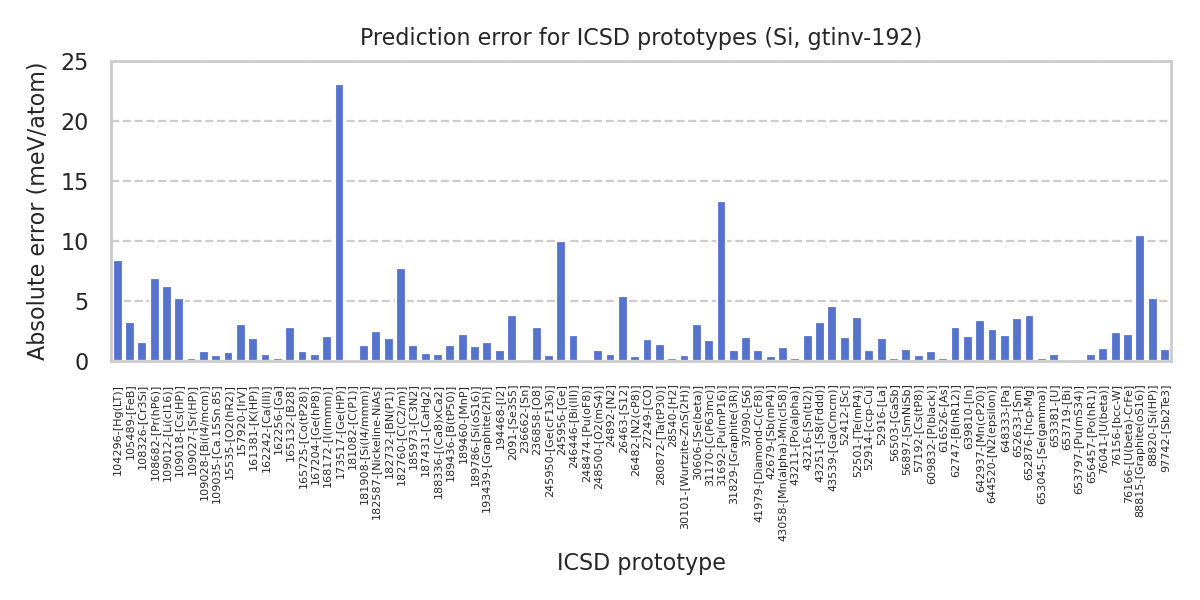 Prediction error for ICSD prototypes (Si, gtinv-192)
Absolute error (meV/atom)
25
20
15
10
5
0
104296-[Hg(LT)]
105489-[FeB]
108326-[Cr3Si]
108682-[Pr(hP6)]
109012-[Li(cI16)]
109018-[Cs(HP)]
109027-[Sr(HP)]
109028-[Bi(I4/mcm)]
109035-[Ca.15Sn.85]
15535-[O2(hR2)]
157920-[IrV]
161381-[K(HP)]
162242-[Ga(III)]
162256-[Ga]
165132-[B28]
165725-[Co(tP28)]
167204-[Ge(hP8)]
168172-[I(Immm)]
173517-[Ge(HP)]
181082-[C(P1)]
181908-[Si(I4/mmm)]
182587-[Nickeline-NiAs]
182732-[BN(P1)]
182760-[C(C2/m)]
185973-[C3N2]
187431-[CaHg2]
188336-[(Ca8)xCa2]
189436-[B(tP50)]
189460-[MnP]
189786-[Si(oS16)]
193439-[Graphite(2H)]
194468-[I2]
2091-[Se3S5]
236662-[Sn]
236858-[O8]
245950-[Ge(cF136)]
245956-[Ge]
246446-[Bi(III)]
248474-[Pu(oF8)]
248500-[O2(mS4)]
24892-[N2]
26463-[S12]
26482-[N2(cP8)]
27249-[CO]
280872-[Ta(tP30)]
28540-[H2]
30101-[Wurtzite-ZnS(2H)]
30606-[Se(beta)]
31170-[C(P63mc)]
31692-[Pu(mP16)]
31829-[Graphite(3R)]
37090-[S6]
41979-[Diamond-C(cF8)]
42679-[Sb(mP4)]
43058-[Mn(alpha)-Mn(cI58)]
43211-[Po(alpha)]
43216-[Sn(tI2)]
43251-[S8(Fddd)]
43539-[Ga(Cmcm)]
52412-[Sc]
52501-[Te(mP4)]
52914-[fcc-Cu]
52916-[La]
56503-[GaSb]
56897-[SmNiSb]
57192-[Cs(tP8)]
609832-[P(black)]
616526-[As]
62747-[B(hR12)]
639810-[In]
642937-[Mn(cP20)]
644520-[N2(epsilon)]
648333-[Pa]
652633-[Sm]
652876-[hcp-Mg]
653045-[Se(gamma)]
653381-[U]
653719-[Bi]
653797-[Pu(mS34)]
656457-[Po(hR1)]
76041-[U(beta)]
76156-[bcc-W]
76166-[U(beta)-CrFe]
88815-[Graphite(oS16)]
88820-[Si(HP)]
97742-[Sb2Te3]
ICSD prototype